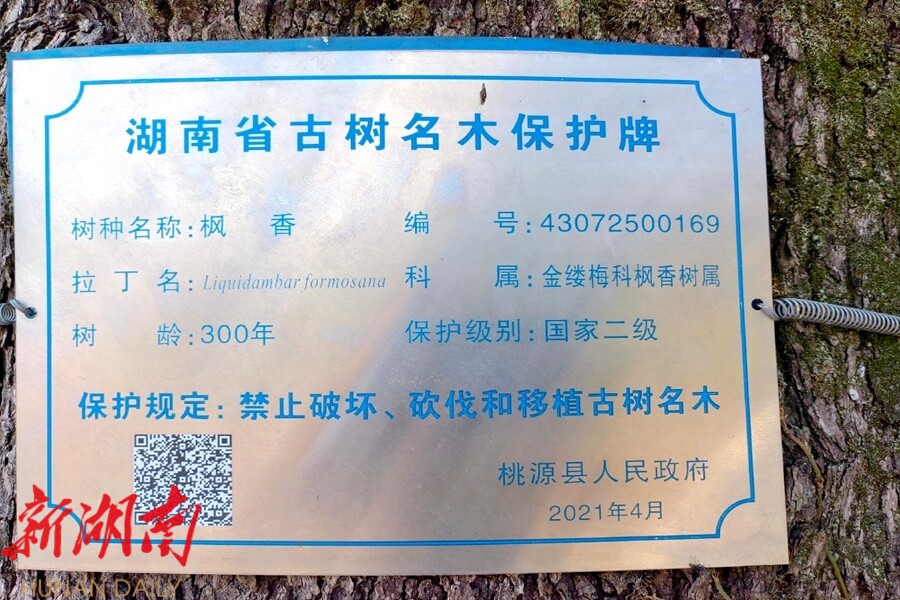 湖南省古树名木保护牌
树种名称:枫 香 编 号:43072500169
拉丁名:Liquidambar formosana 科 属:金缕梅科枫香树属
树 龄:300年 保护级别:国家二级
保护规定:禁止破坏、砍伐和移植古树名木
桃源县人民政府
2021年4月
新湖南
HUNAN DAILY